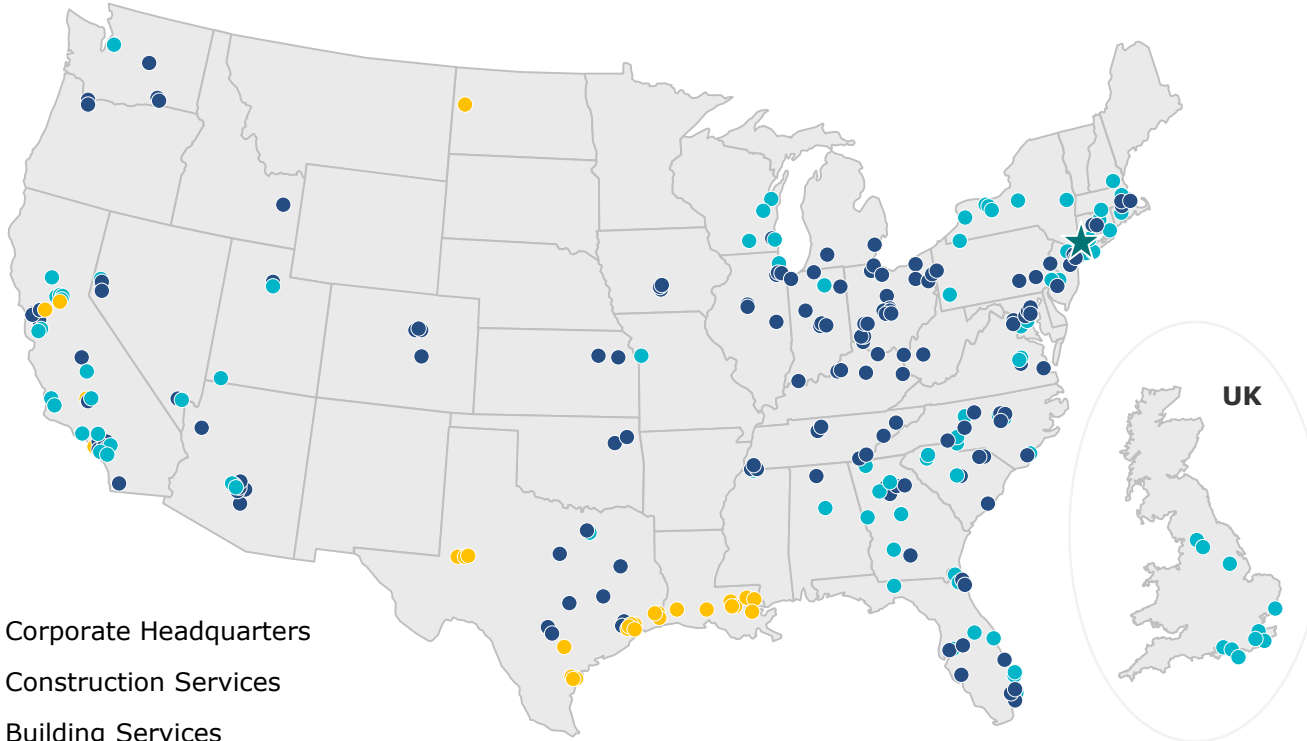 UK
Corporate Headquarters
Construction Services
Building Services